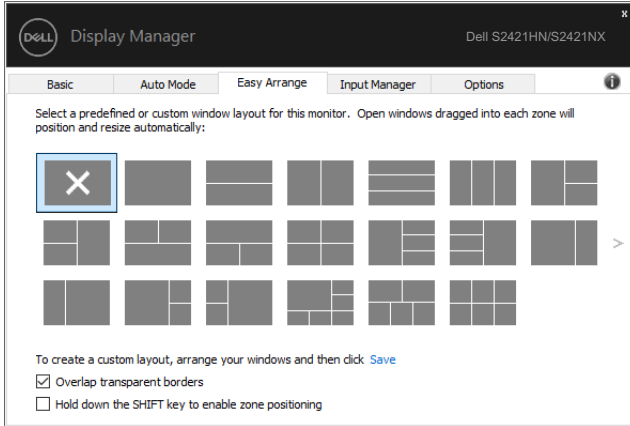 x
DELL Display Manager Dell S2421HN/S2421NX
Basic Auto Mode Easy Arrange Input Manager Options
Select a predefined or custom window layout for this monitor. Open windows dragged into each zone will
position and resize automatically:
To create a custom layout, arrange your windows and then click Save
Overlap transparent borders
Hold down the SHIFT key to enable zone positioning